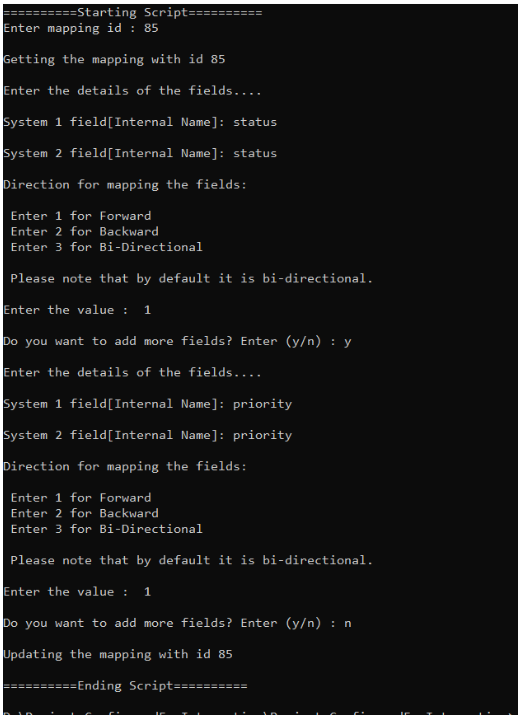 ==========Starting Script==========
Enter mapping id : 85
Getting the mapping with id 85
Enter the details of the fields....
System 1 field[Internal Name]: status
System 2 field[Internal Name]: status
Direction for mapping the fields:
Enter 1 for Forward
Enter 2 for Backward
Enter 3 for Bi-Directional
Please note that by default it is bi-directional.
Enter the value :  1
Do you want to add more fields? Enter (y/n) : y
Enter the details of the fields....
System 1 field[Internal Name]: priority
System 2 field[Internal Name]: priority
Direction for mapping the fields:
Enter 1 for Forward
Enter 2 for Backward
Enter 3 for Bi-Directional
Please note that by default it is bi-directional.
Enter the value :  1
Do you want to add more fields? Enter (y/n) : n
Updating the mapping with id 85
==========Ending Script==========